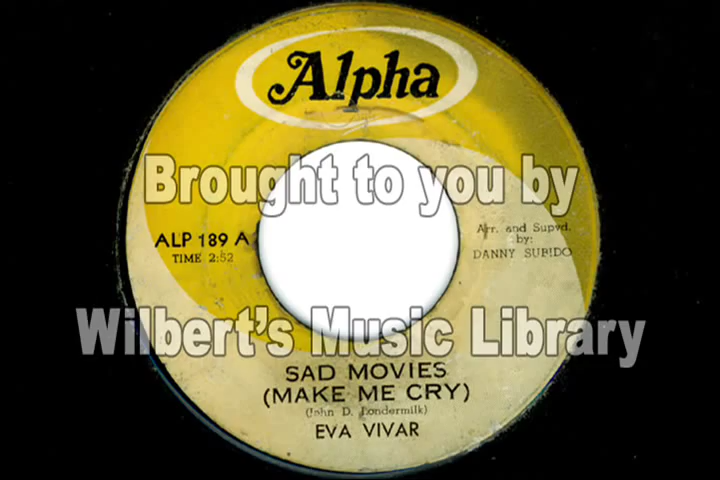 Alpha
Brought to you by
ALP 189 A
TIME 2:52
Arr. and Supvd.
by:
DANNY SUBIDO
Wilbert's Music Library
SAD MOVIES
(MAKE ME CRY)
(John D. Londermilk)
EVA VIVAR